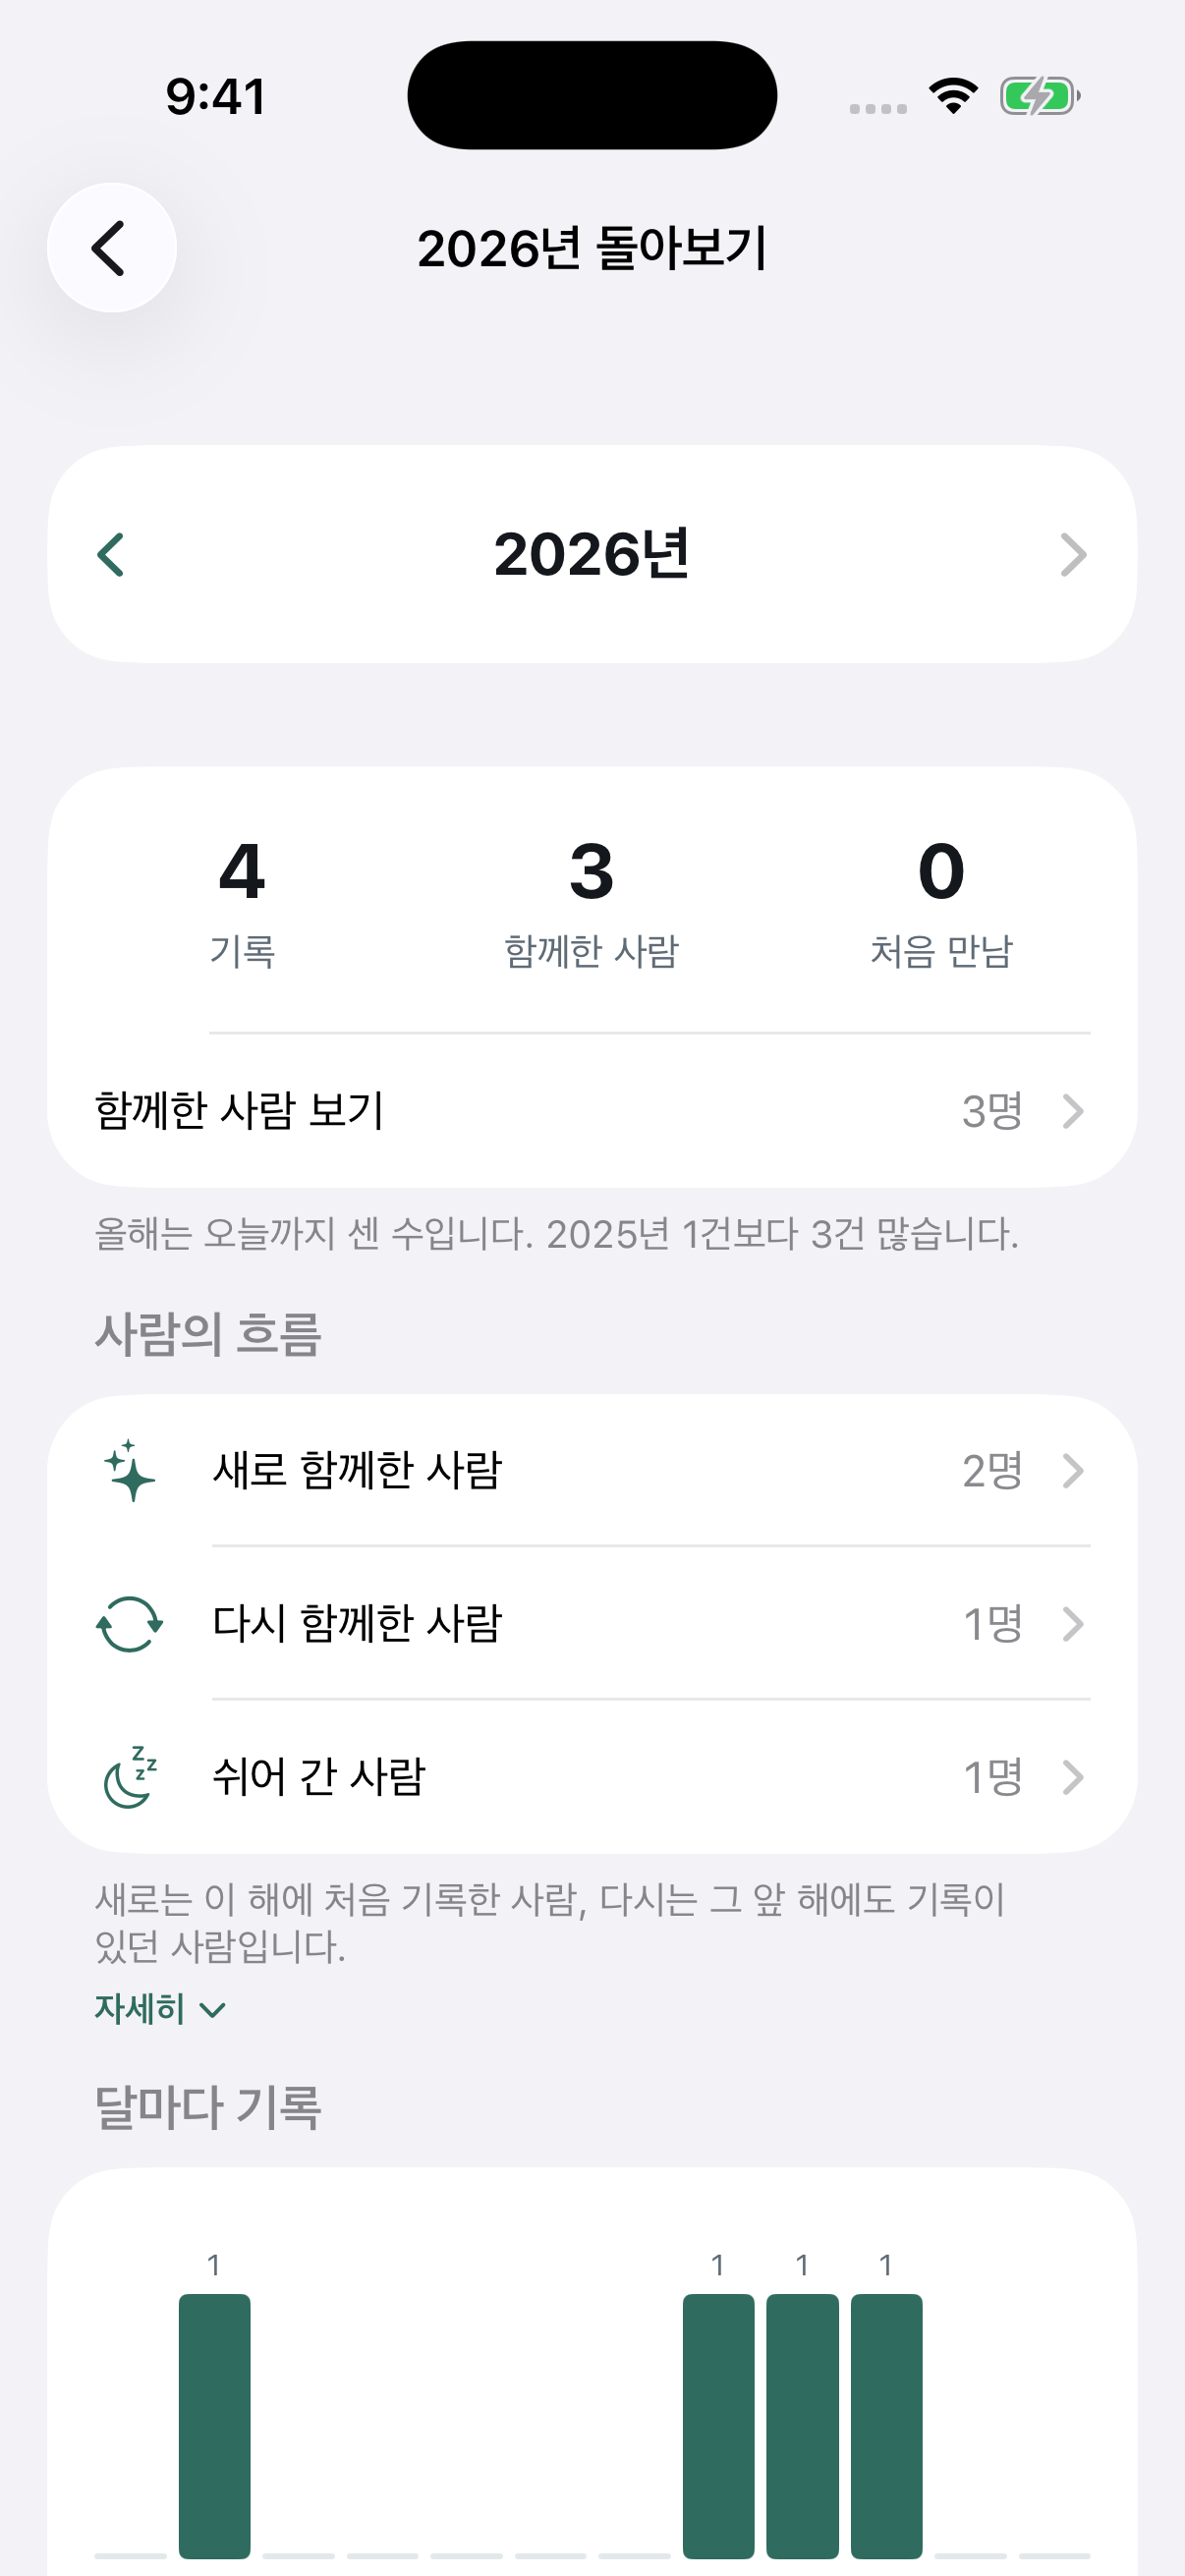 9:41
2026년 돌아보기
2026년
4 3 0
기록 함께한 사람 처음 만남
함께한 사람 보기 3명
올해는 오늘까지 센 수입니다. 2025년 1건보다 3건 많습니다.
사람의 흐름
새로 함께한 사람 2명
다시 함께한 사람 1명
쉬어 간 사람 1명
새로는 이 해에 처음 기록한 사람, 다시는 그 앞 해에도 기록이
있던 사람입니다.
자세히
달마다 기록
1 1 1 1